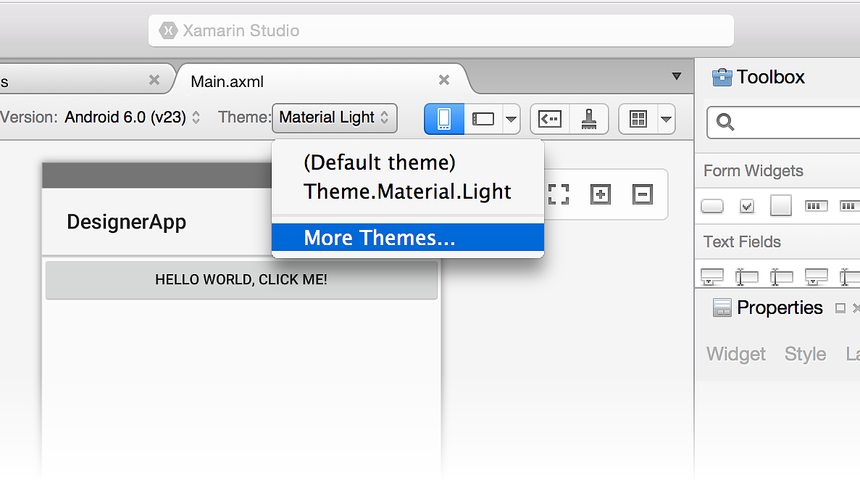 Xamarin Studio
s
Main.axml
Version: Android 6.0 (v23) Theme: Material Light
(Default theme)
Theme.Material.Light
More Themes...
DesignerApp
HELLO WORLD, CLICK ME!
Toolbox
Form Widgets
Text Fields
Properties
Widget Style La